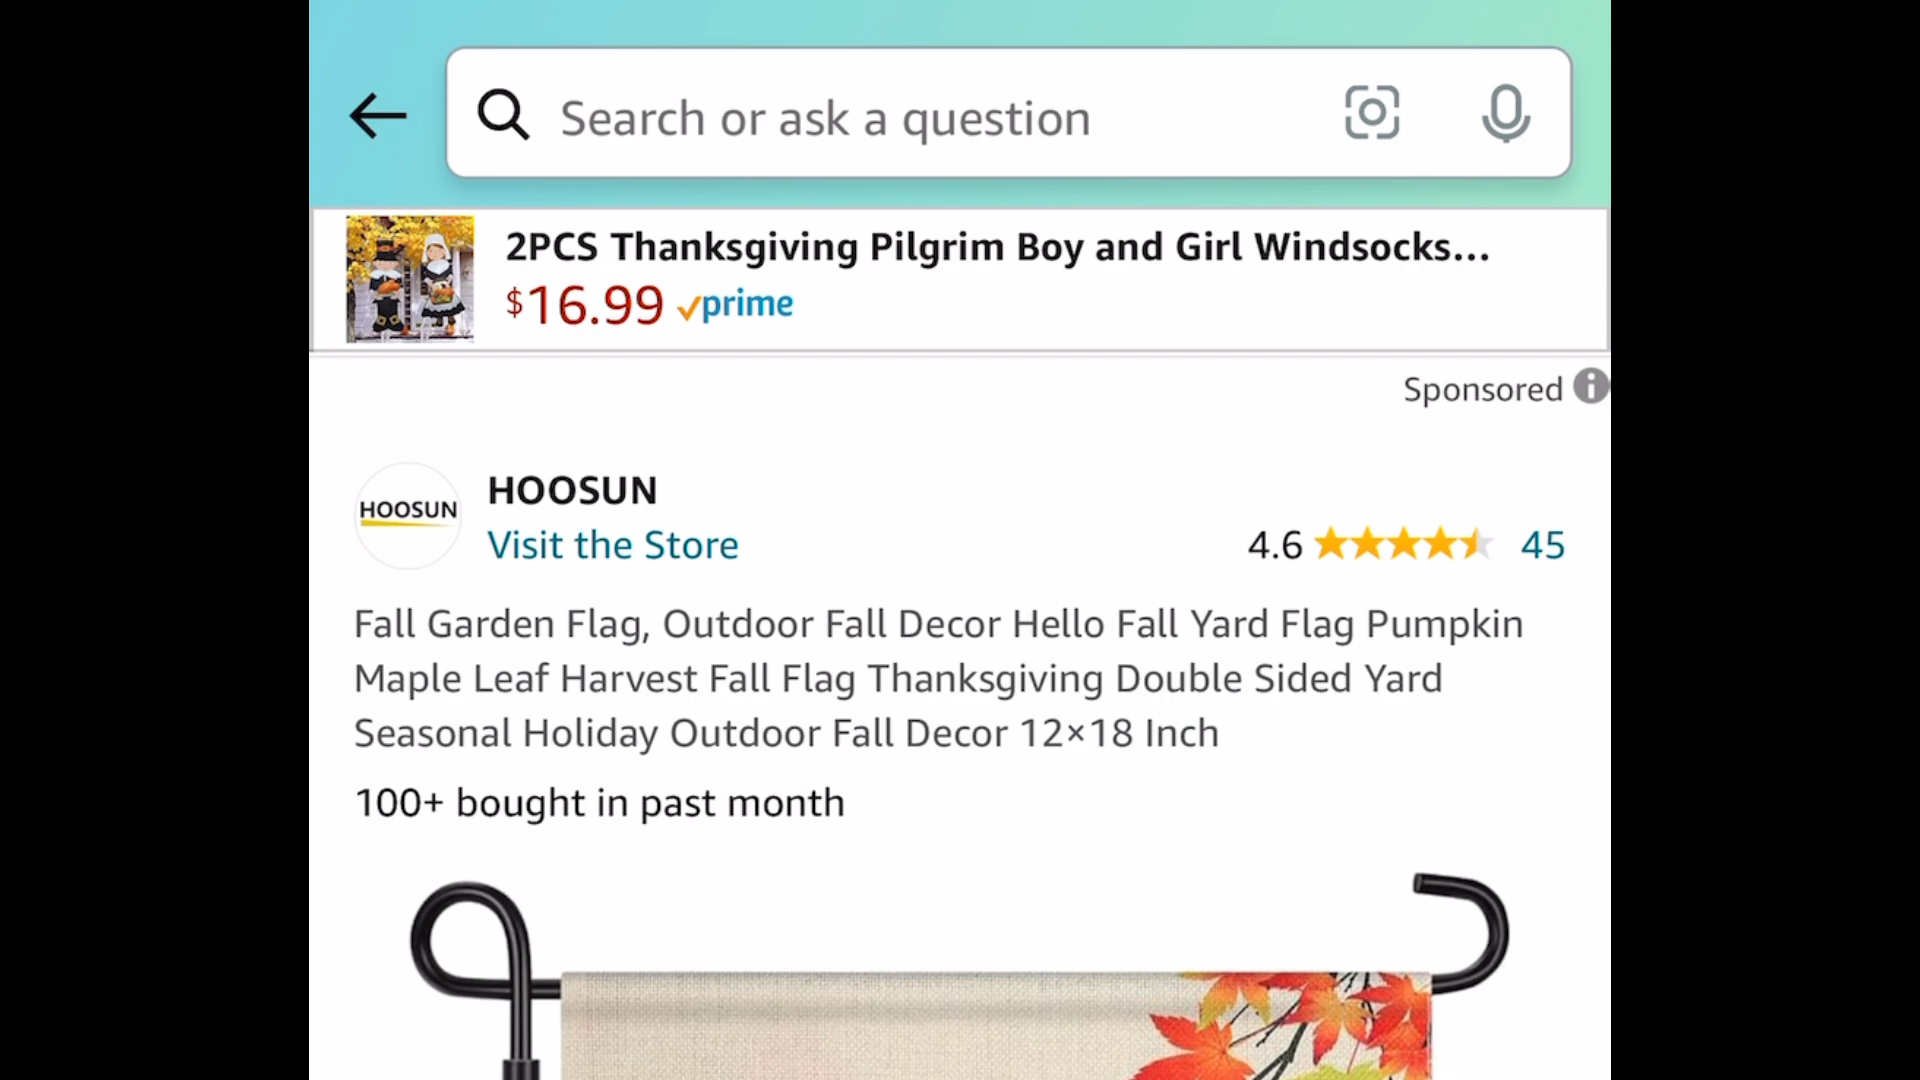 Search or ask a question
2PCS Thanksgiving Pilgrim Boy and Girl Windsocks...
$16.99 prime
Sponsored
HOOSUN
HOOSUN
Visit the Store
4.6 45
Fall Garden Flag, Outdoor Fall Decor Hello Fall Yard Flag Pumpkin
Maple Leaf Harvest Fall Flag Thanksgiving Double Sided Yard
Seasonal Holiday Outdoor Fall Decor 12×18 Inch
100+ bought in past month